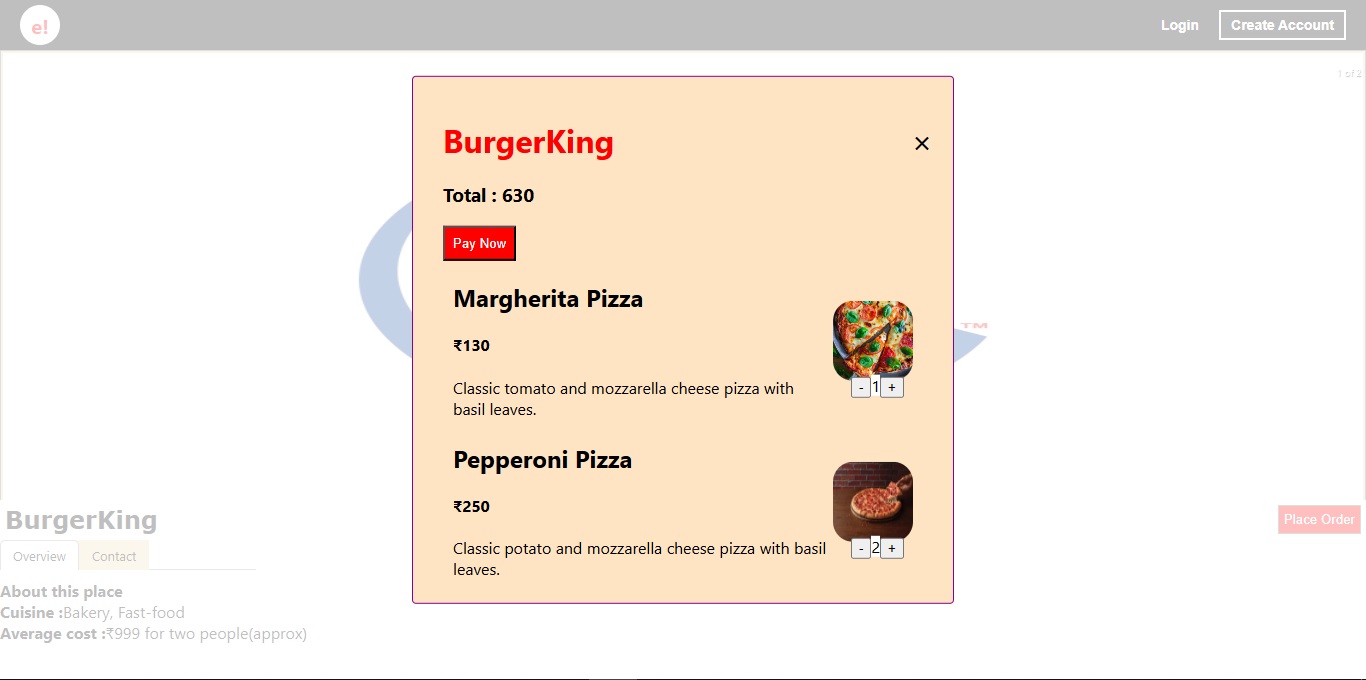 e!
Login
Create Account
1 of 2
BurgerKing
×
Total : 630
Pay Now
Margherita Pizza
₹130
Classic tomato and mozzarella cheese pizza with
basil leaves.
- 1 +
Pepperoni Pizza
₹250
Classic potato and mozzarella cheese pizza with basil
leaves.
- 2 +
TM
BurgerKing
Place Order
Overview
Contact
About this place
Cuisine :Bakery, Fast-food
Average cost :₹999 for two people(approx)